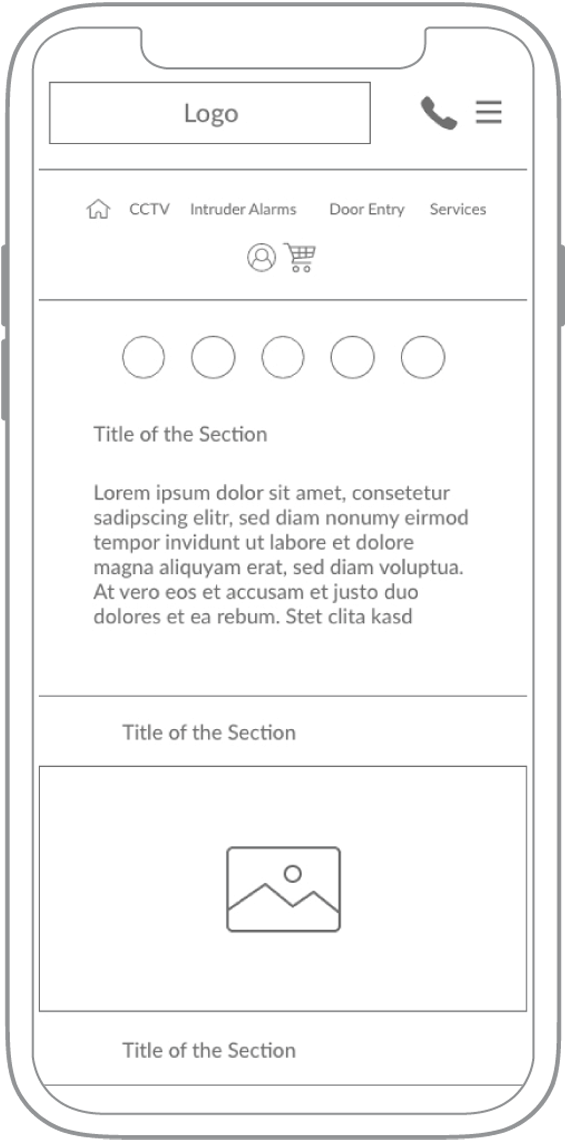 Logo
CCTV Intruder Alarms Door Entry Services
Title of the Section
Lorem ipsum dolor sit amet, consetetur
sadipscing elitr, sed diam nonumy eirmod
tempor invidunt ut labore et dolore
magna aliquyam erat, sed diam voluptua.
At vero eos et accusam et justo duo
dolores et ea rebum. Stet clita kasd
Title of the Section
Title of the Section